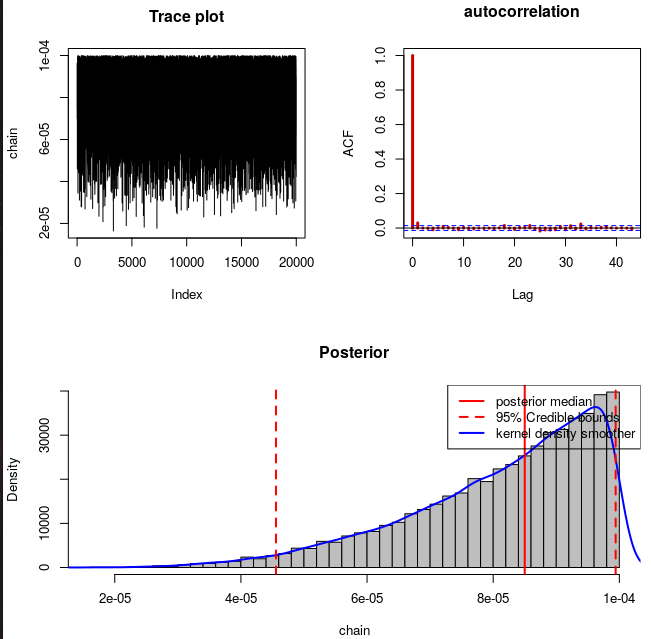 Trace plot
chain
1e-04
6e-05
2e-05
0 5000 10000 15000 20000
Index
autocorrelation
ACF
1.0
0.8
0.6
0.4
0.2
0.0
0 10 20 30 40
Lag
Posterior
Density
30000
10000
0
posterior median
95% Credible bounds
kernel density smoother
2e-05 4e-05 6e-05 8e-05 1e-04
chain